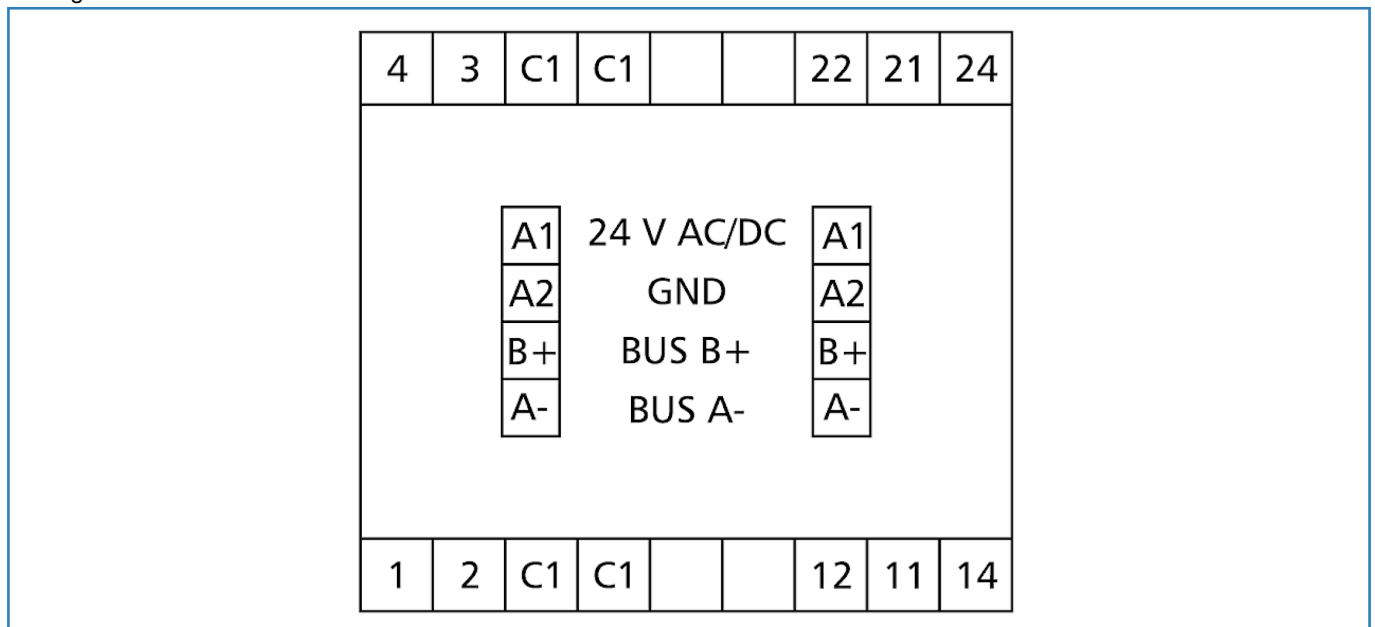 4 3 C1 C1 22 21 24
A1 24 V AC/DC A1
A2 GND A2
B+ BUS B+ B+
A- BUS A- A-
1 2 C1 C1 12 11 14